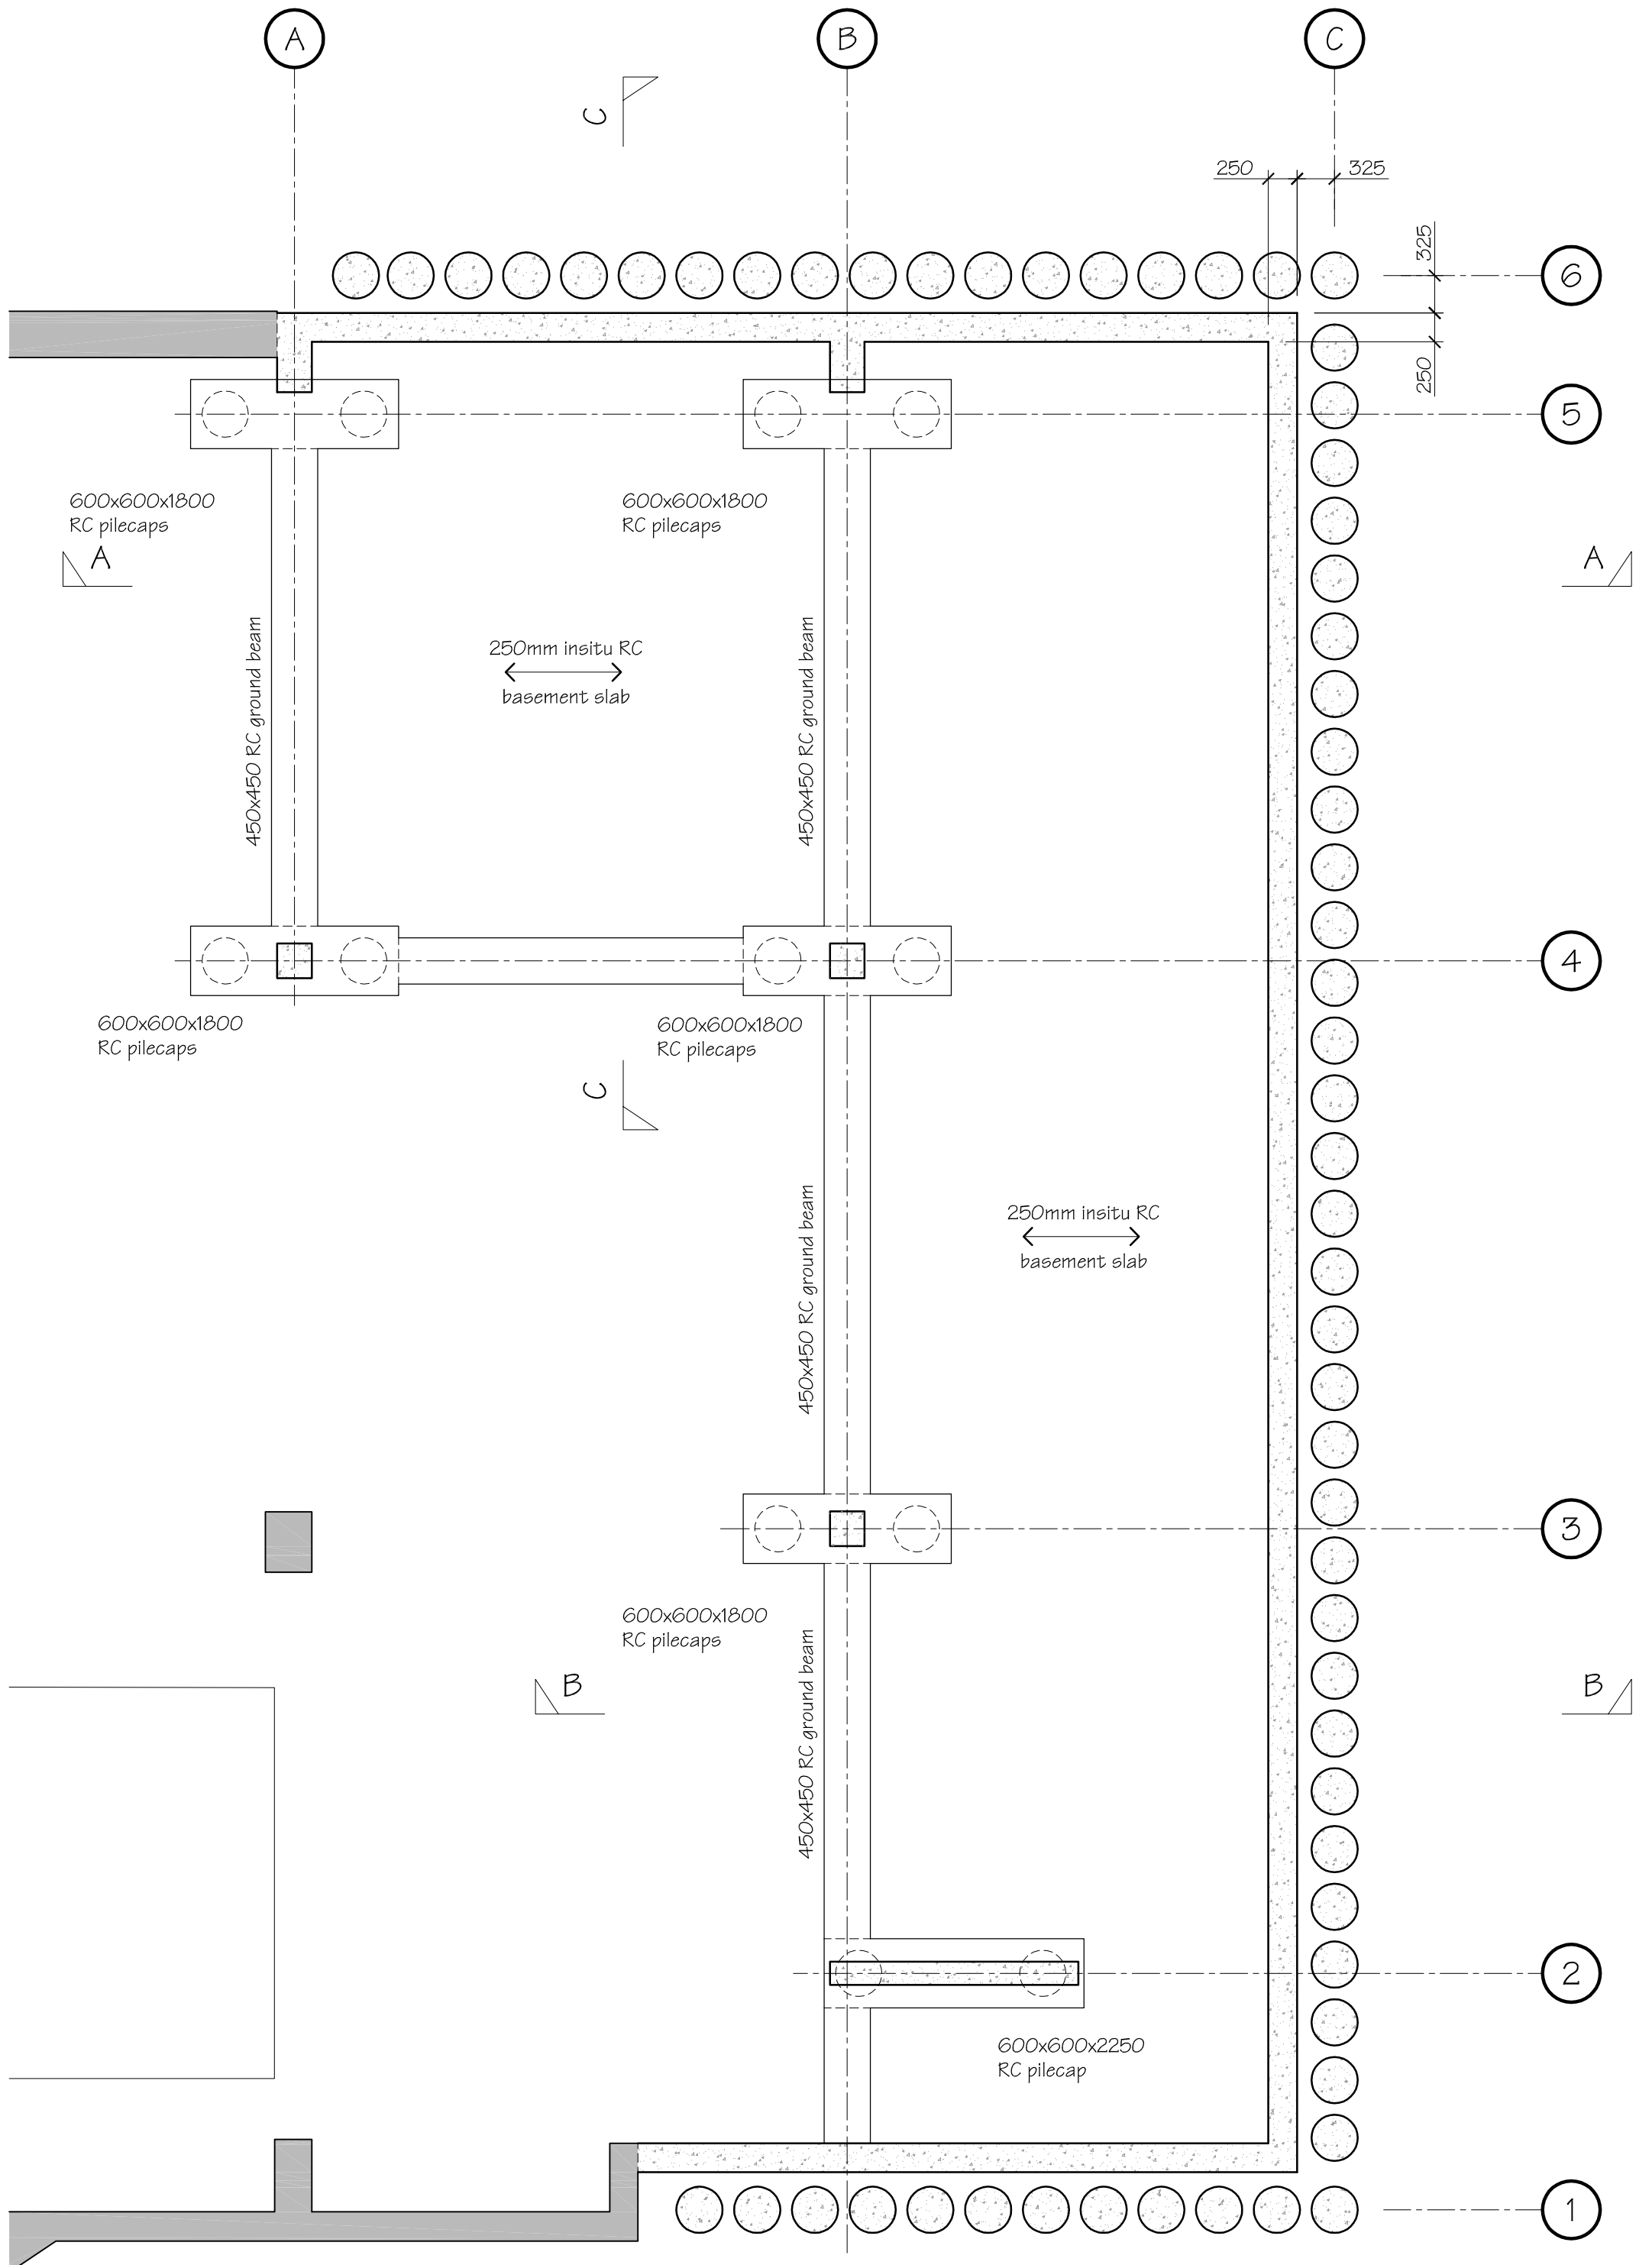 A
B
C
C
250
325
325
6
250
5
600x600x1800
RC pilecaps
600x600x1800
RC pilecaps
A
A
450x450 RC ground beam
250mm insitu RC
basement slab
450x450 RC ground beam
4
600x600x1800
RC pilecaps
600x600x1800
RC pilecaps
C
450x450 RC ground beam
250mm insitu RC
basement slab
3
600x600x1800
RC pilecaps
450x450 RC ground beam
B
B
2
600x600x2250
RC pilecap
1